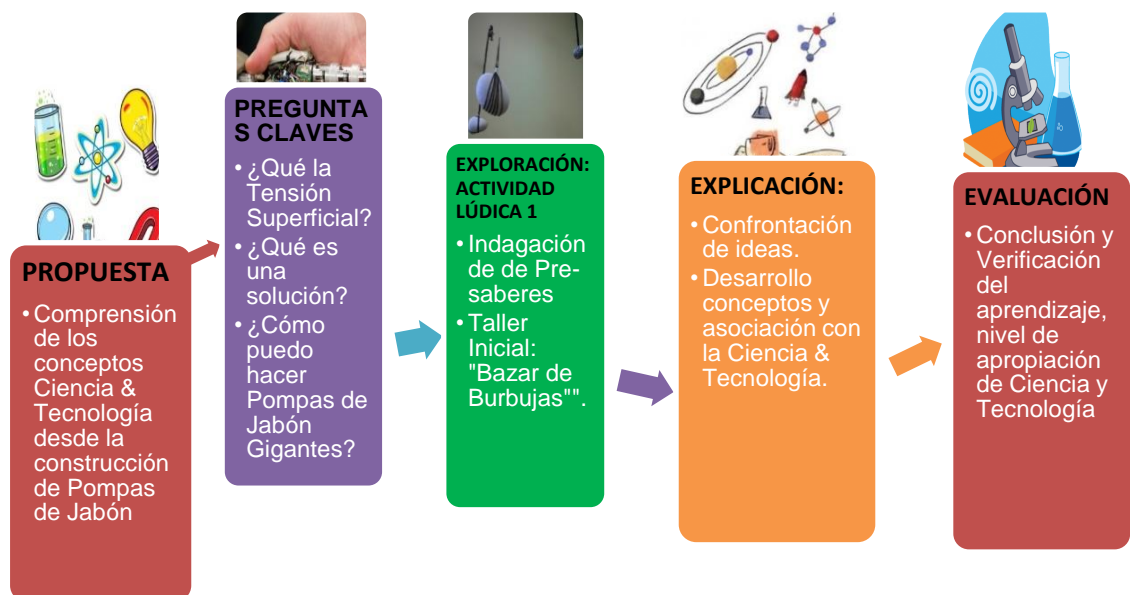 PROPUESTA
• Comprensión
de los
conceptos
Ciencia &
Tecnología
desde la
construcción
de Pompas
de Jabón
PREGUNTA
S CLAVES
• ¿Qué la
Tensión
Superficial?
• ¿Qué es
una
solución?
• ¿Cómo
puedo
hacer
Pompas de
Jabón
Gigantes?
EXPLORACIÓN:
ACTIVIDAD
LÚDICA 1
• Indagación
de de Pre-
saberes
• Taller
Inicial:
"Bazar de
Burbujas"".
EXPLICACIÓN:
• Confrontación
de ideas.
• Desarrollo
conceptos y
asociación con
la Ciencia &
Tecnología.
EVALUACIÓN
• Conclusión y
Verificación
del
aprendizaje,
nivel de
apropiación
de Ciencia y
Tecnología